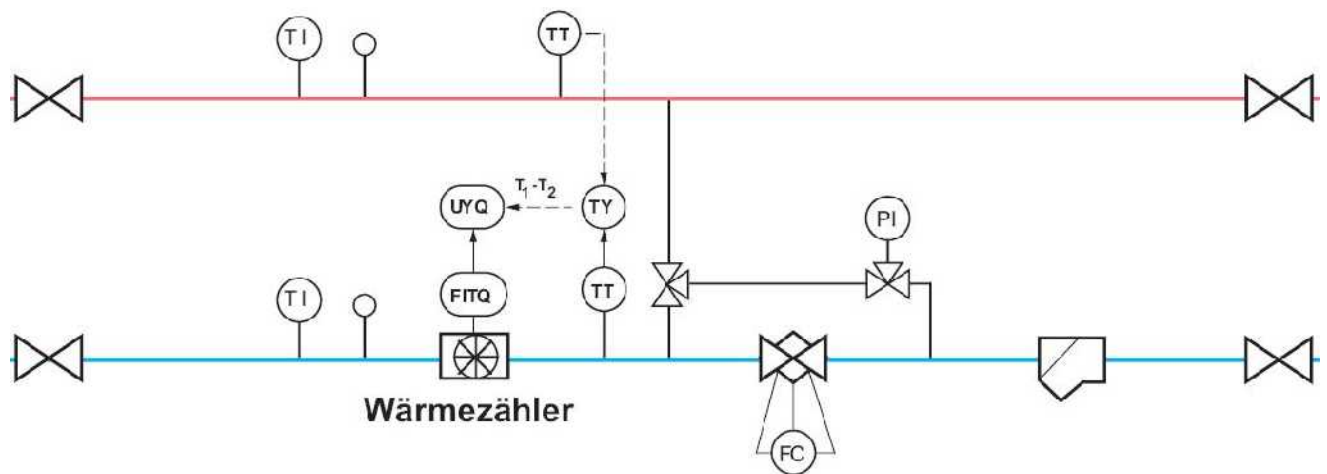 TI
TT
UYQ
T₁-T₂
TY
PI
TI
FITQ
TT
Wärmezähler
FC